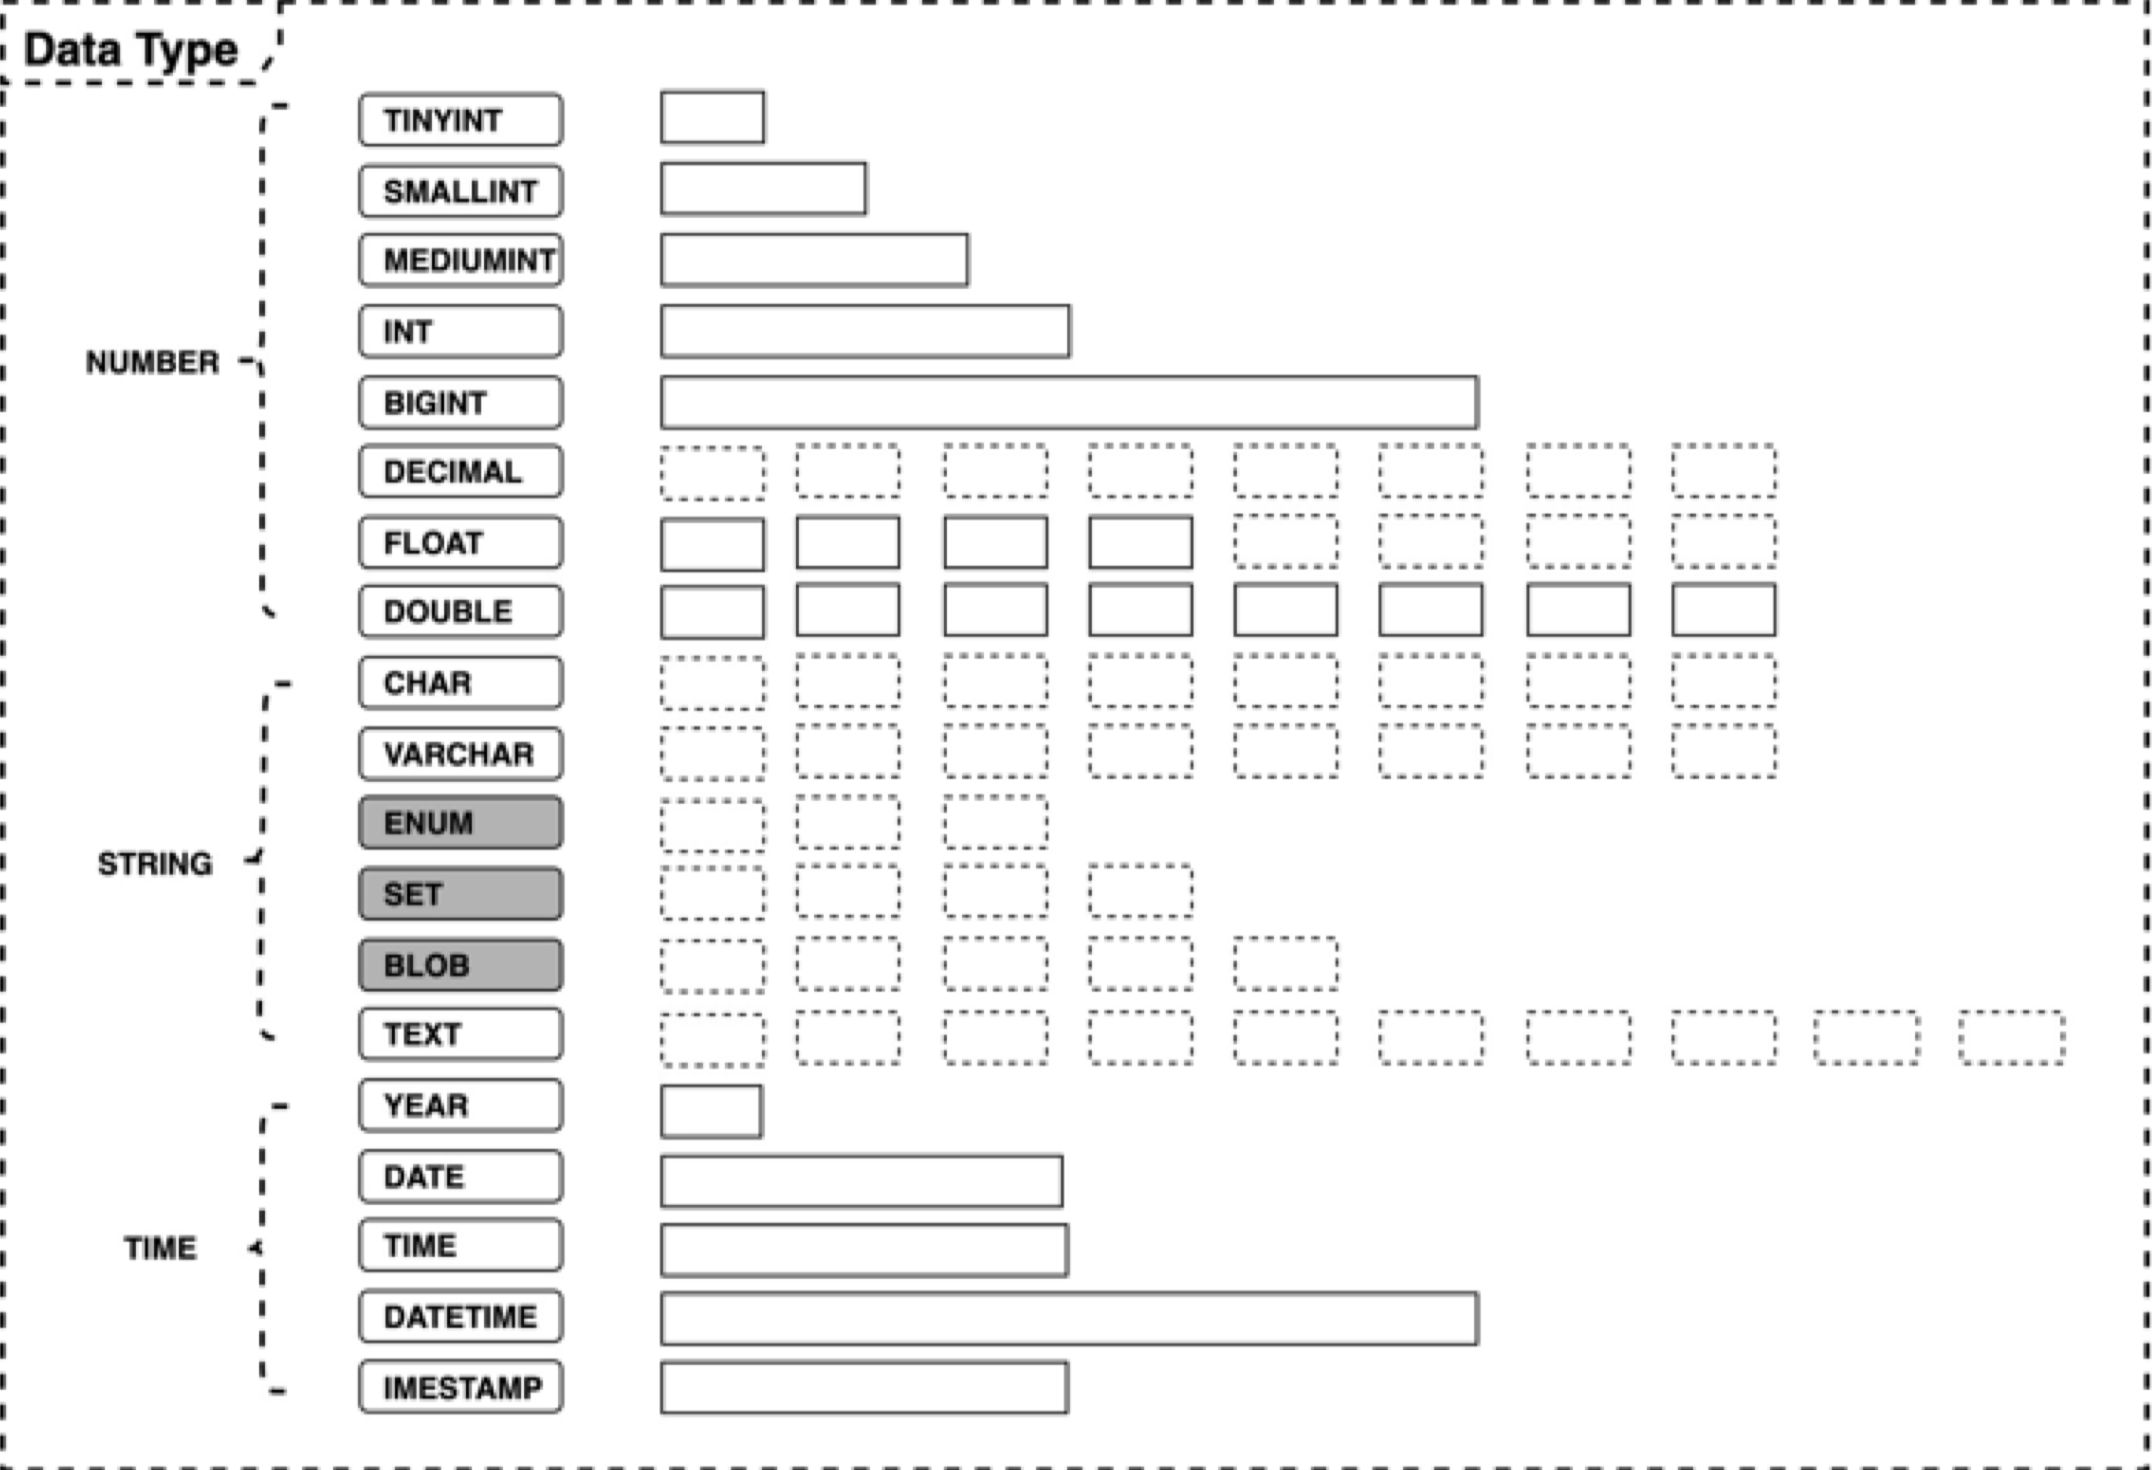 Data Type
NUMBER
TINYINT
SMALLINT
MEDIUMINT
INT
BIGINT
DECIMAL
FLOAT
DOUBLE
STRING
CHAR
VARCHAR
ENUM
SET
BLOB
TEXT
TIME
YEAR
DATE
TIME
DATETIME
IMESTAMP